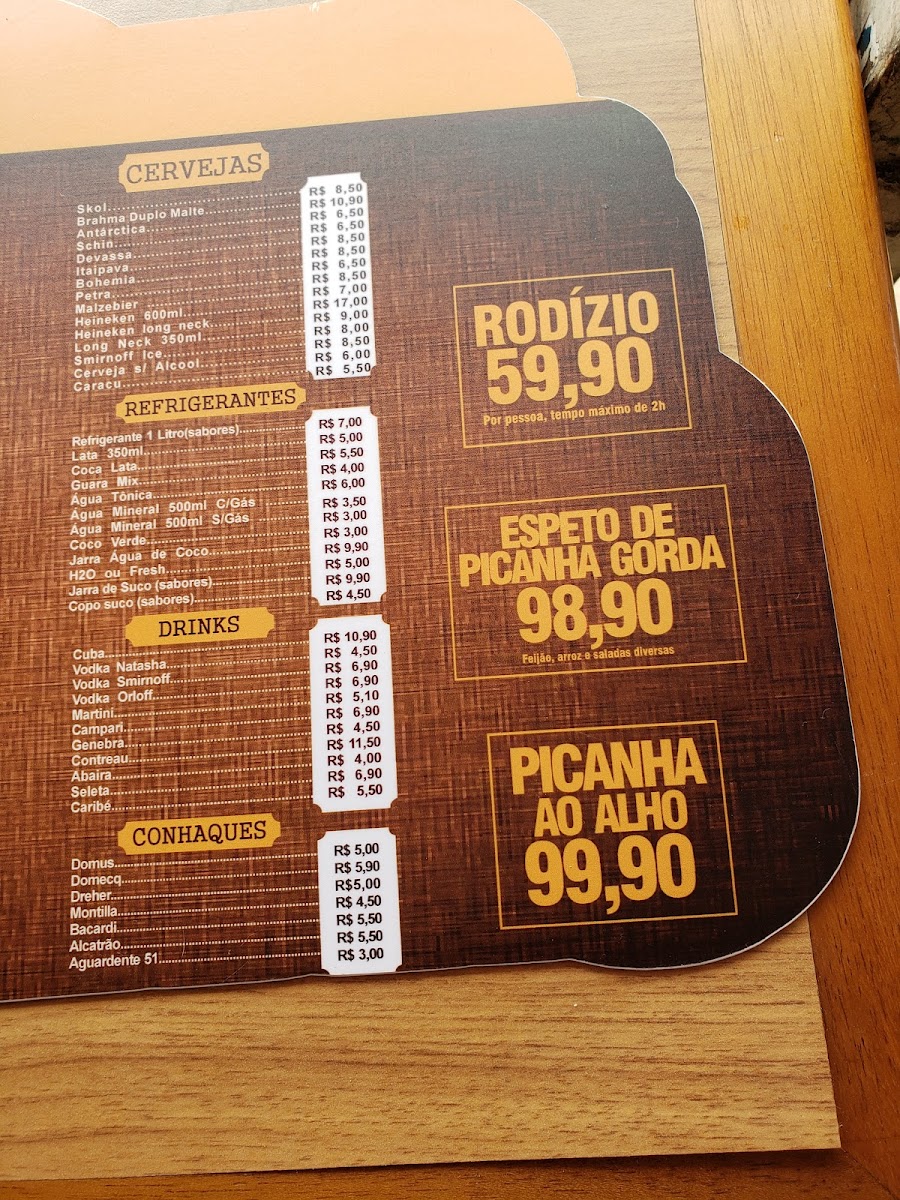 CERVEJAS
Skol R$ 8,50
Brahma Duplo Malte R$ 10,90
Antárctica R$ 6,50
Schin R$ 6,50
Devassa R$ 8,50
Itaipava R$ 8,50
Bohemia R$ 6,50
Petra R$ 8,50
Malzebier R$ 7,00
Heineken 600ml R$ 17,00
Heineken long neck R$ 9,00
Long Neck 350ml R$ 8,00
Smirnoff Ice R$ 8,50
Cerveja s/ Alcool R$ 6,00
Caracu R$ 5,50
REFRIGERANTES
Refrigerante 1 Litro(sabores) R$ 7,00
Lata 350ml R$ 5,00
Coca Lata R$ 5,50
Guara Mix R$ 4,00
Água Tônica R$ 6,00
Água Mineral 500ml C/Gás R$ 3,50
Água Mineral 500ml S/Gás R$ 3,00
Coco Verde R$ 3,00
Jarra Água de Coco R$ 9,90
H2O ou Fresh R$ 5,00
Jarra de Suco (sabores) R$ 9,90
Copo suco (sabores) R$ 4,50
DRINKS
Cuba R$ 10,90
Vodka Natasha R$ 4,50
Vodka Smirnoff R$ 6,90
Vodka Orloff R$ 6,90
Martini R$ 5,10
Campari R$ 6,90
Genebra R$ 4,50
Contreau R$ 11,50
Abaira R$ 4,00
Seleta R$ 6,90
Caribé R$ 5,50
CONHAQUES
Domus R$ 5,00
Domecq R$ 5,90
Dreher R$5,00
Montilla R$ 4,50
Bacardi R$ 5,50
Alcatrão R$ 5,50
Aguardente 51 R$ 3,00
RODÍZIO
59,90
Por pessoa, tempo máximo de 2h
ESPETO DE
PICANHA GORDA
98,90
Feijão, arroz e saladas diversas
PICANHA
AO ALHO
99,90